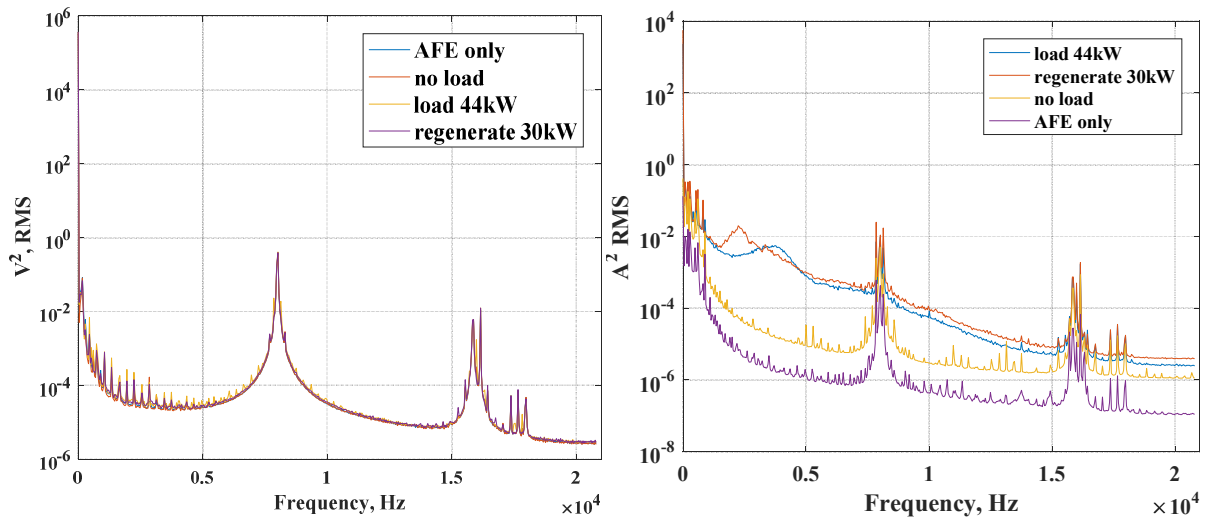 10^6
10^4
10^2
10^0
10^-2
10^-4
10^-6
V^2, RMS
AFE only
no load
load 44kW
regenerate 30kW
0 0.5 1 1.5 2
Frequency, Hz
×10^4
10^4
10^2
10^0
10^-2
10^-4
10^-6
10^-8
A^2 RMS
load 44kW
regenerate 30kW
no load
AFE only
0 0.5 1 1.5 2
Frequency, Hz
×10^4